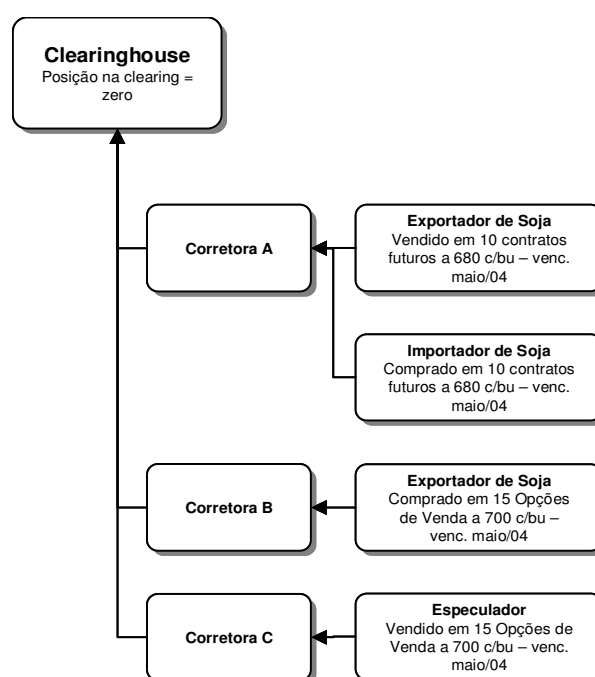 Clearinghouse
Posição na clearing =
zero
Corretora A
Exportador de Soja
Vendido em 10 contratos
futuros a 680 c/bu – venc.
maio/04
Importador de Soja
Comprado em 10 contratos
futuros a 680 c/bu – venc.
maio/04
Corretora B
Exportador de Soja
Comprado em 15 Opções
de Venda a 700 c/bu –
venc. maio/04
Corretora C
Especulador
Vendido em 15 Opções de
Venda a 700 c/bu – venc.
maio/04